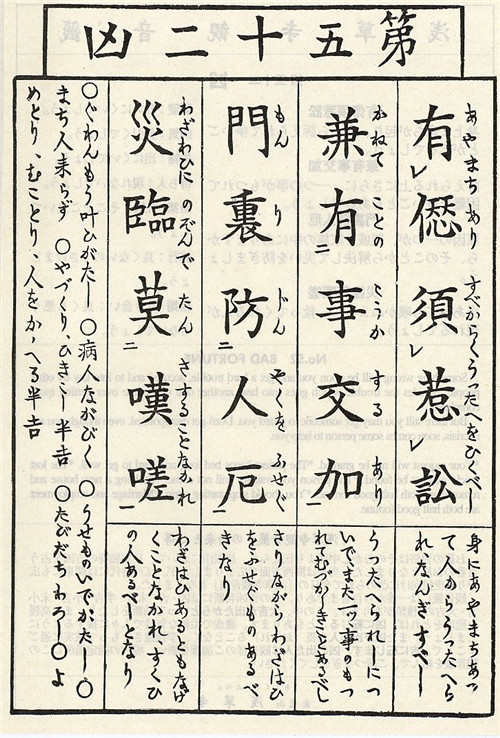 第五十二凶
あやまちあり すべからくうつたへをひくべし
有愆須惹訟
身にあやまちあつ
て人からうつたへら
れ、なんぎすべし
かねてことの こうかするあり
兼有事交加
うつたへられしにつ
いでまた一ッ事のもつ
れてむつかしきことあるべし
もんり じんやくをふせぐ
門裏防人厄
さりながらわざはひ
をふせぐものあるべ
きなり
わざわひにのぞんで たんさすることなかれ
災臨莫嘆嗟
わざはひあるともなげ
くことなかれ、すくひ
の人あるべしとなり
○ぐわんもう叶ひがたし○病人ながびく ○うせものいでがたし○
まち人来らず ○やづくり、ひきこし半吉 ○たびだちわろし○よ
めとり、むことり、人をかゝへる半吉